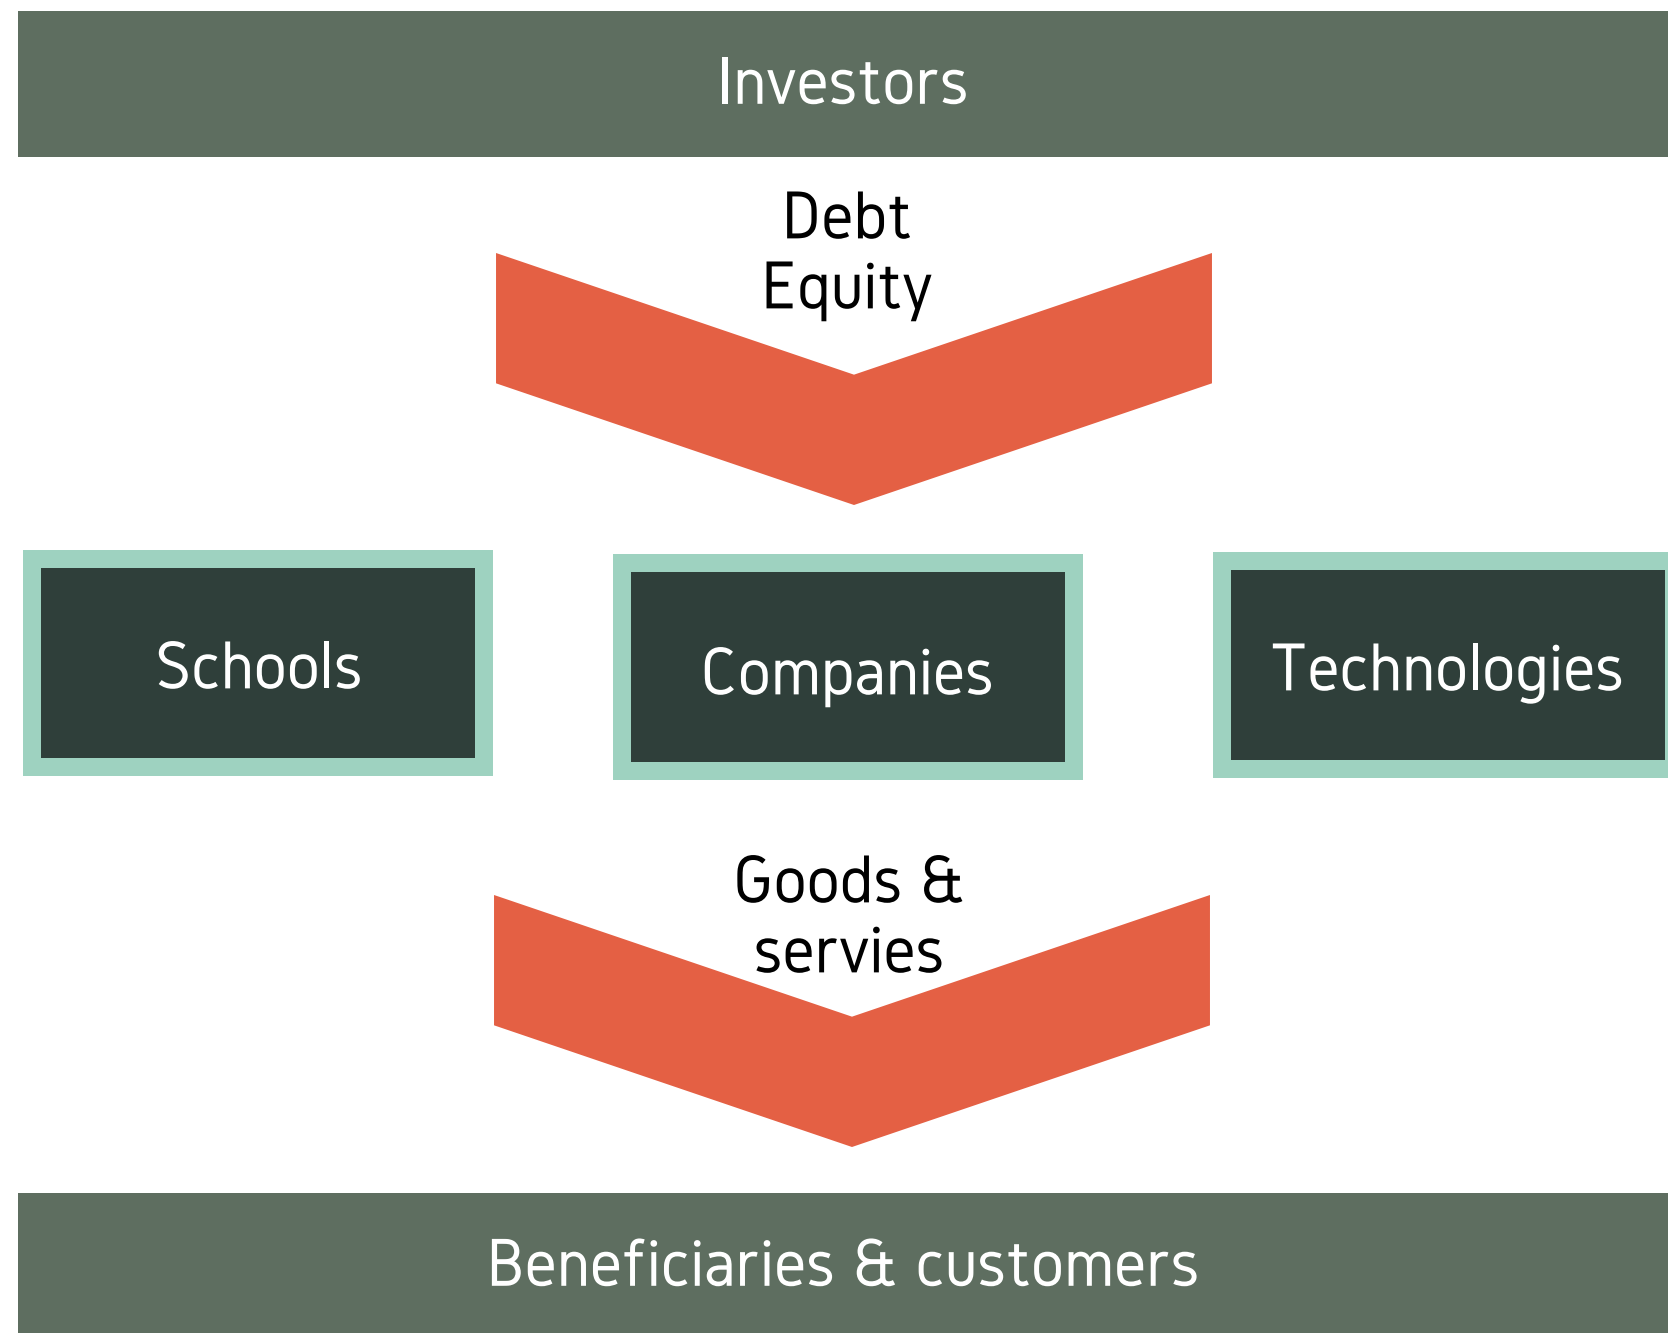 Investors
Debt
Equity
Schools
Companies
Technologies
Goods &
servies
Beneficiaries & customers